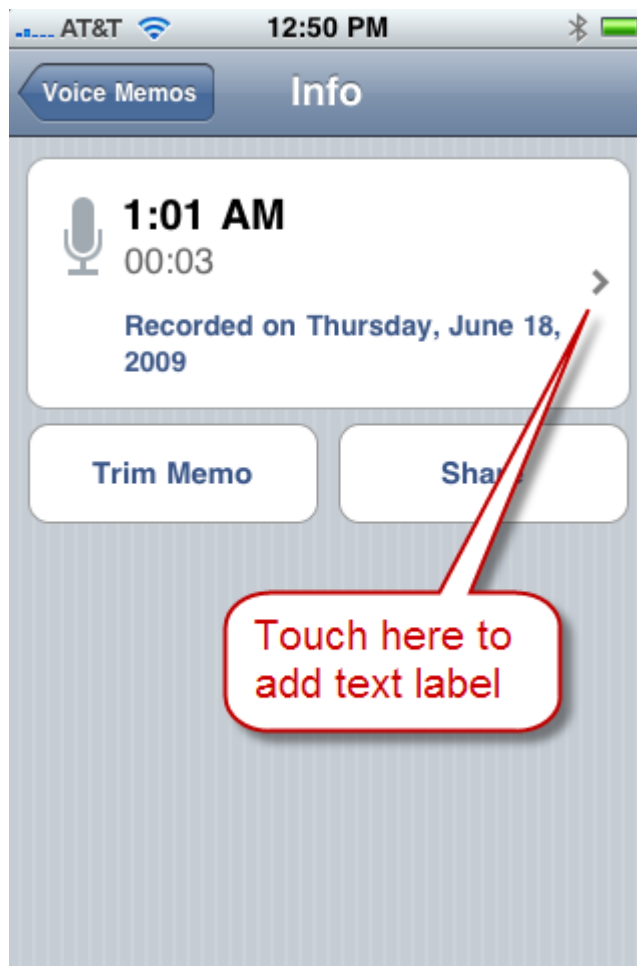 AT&T 12:50 PM
Voice Memos Info
1:01 AM
00:03
Recorded on Thursday, June 18,
2009
Trim Memo Share
Touch here to
add text label